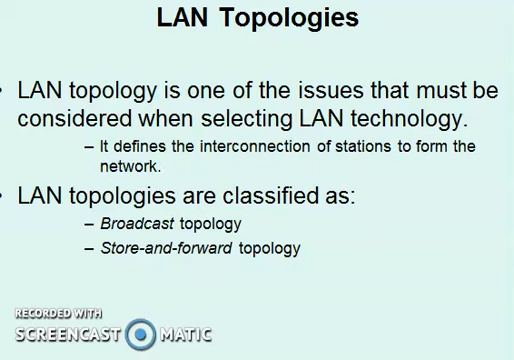 LAN Topologies
• LAN topology is one of the issues that must be
considered when selecting LAN technology.
– It defines the interconnection of stations to form the
network.
• LAN topologies are classified as:
– Broadcast topology
– Store-and-forward topology
RECORDED WITH
SCREENCAST MATIC